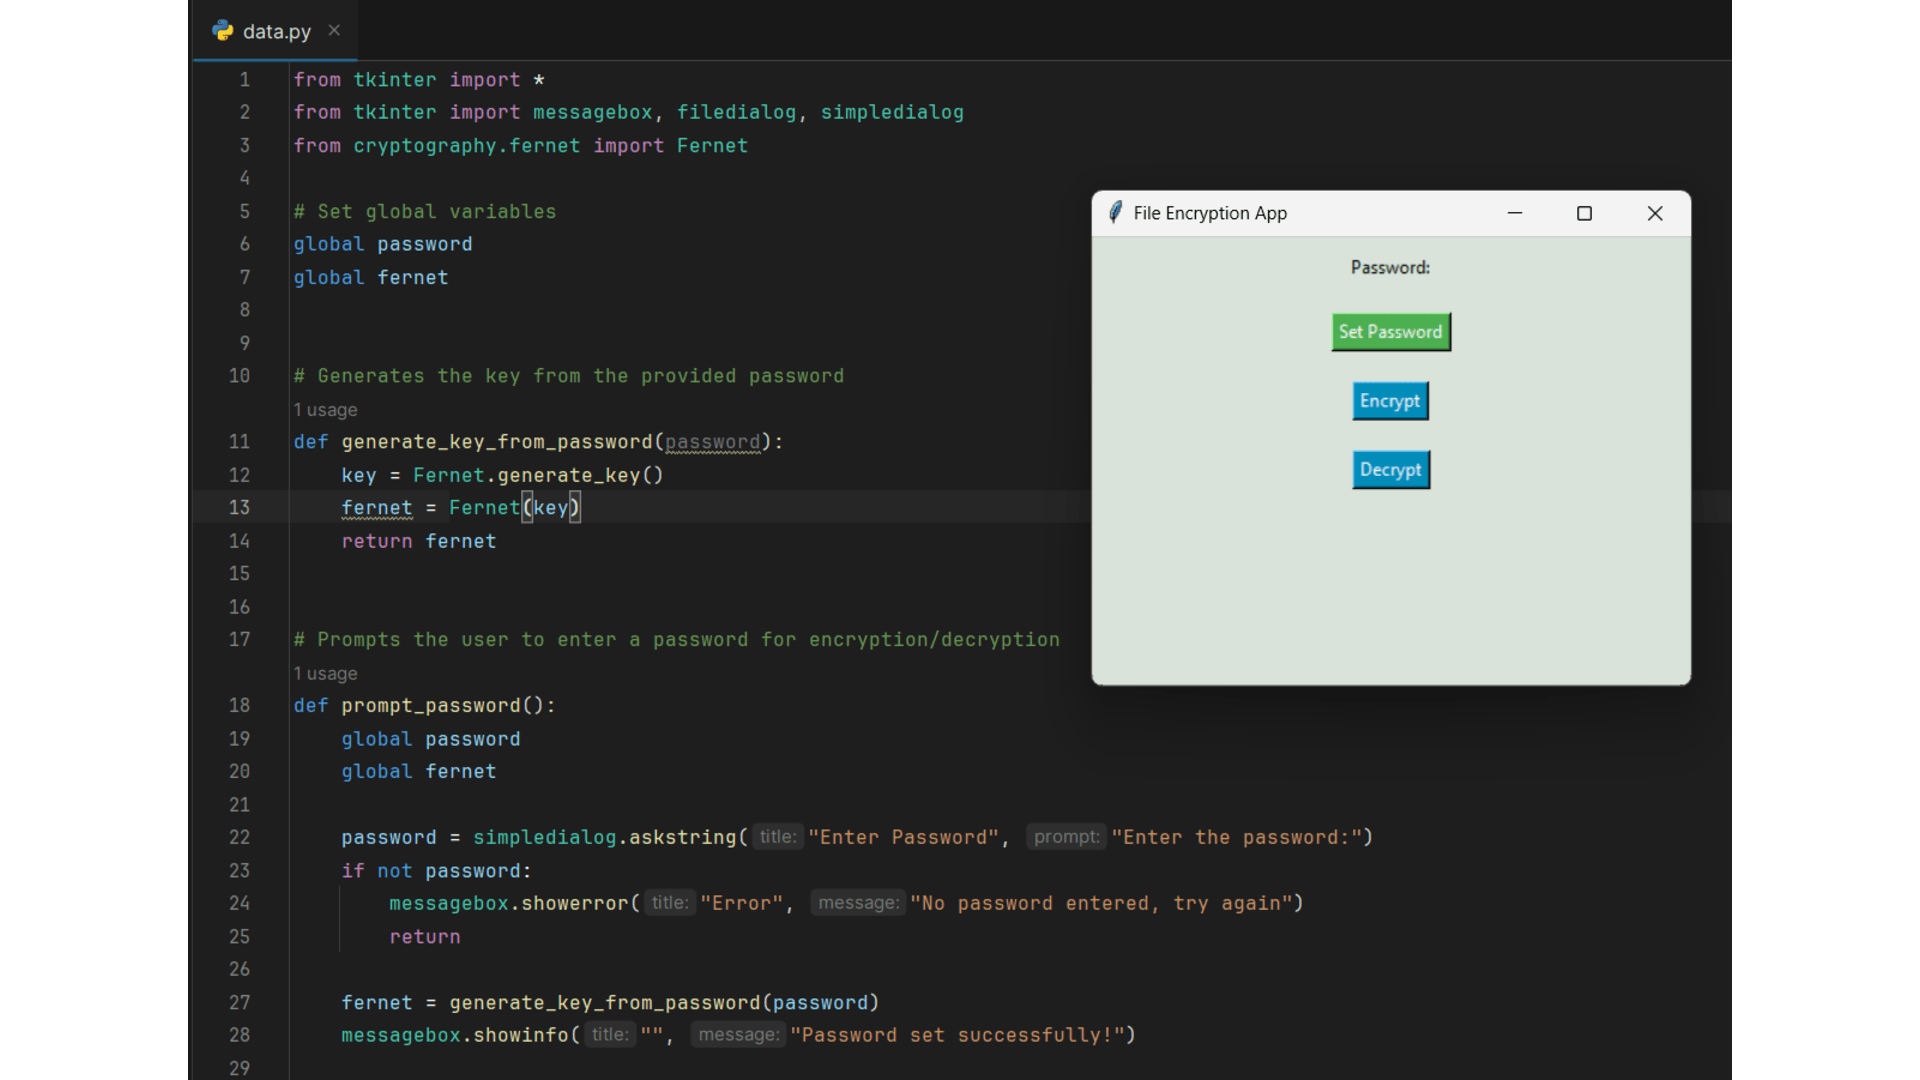 data.py
1 from tkinter import *
2 from tkinter import messagebox, filedialog, simpledialog
3 from cryptography.fernet import Fernet
4
5 # Set global variables
6 global password
7 global fernet
8
9
10 # Generates the key from the provided password
1 usage
11 def generate_key_from_password(password):
12     key = Fernet.generate_key()
13     fernet = Fernet(key)
14     return fernet
15
16
17 # Prompts the user to enter a password for encryption/decryption
1 usage
18 def prompt_password():
19     global password
20     global fernet
21
22     password = simpledialog.askstring( title: "Enter Password", prompt: "Enter the password:")
23     if not password:
24         messagebox.showerror( title: "Error", message: "No password entered, try again")
25         return
26
27     fernet = generate_key_from_password(password)
28     messagebox.showinfo( title: "", message: "Password set successfully!")
29
File Encryption App
Password:
Set Password
Encrypt
Decrypt